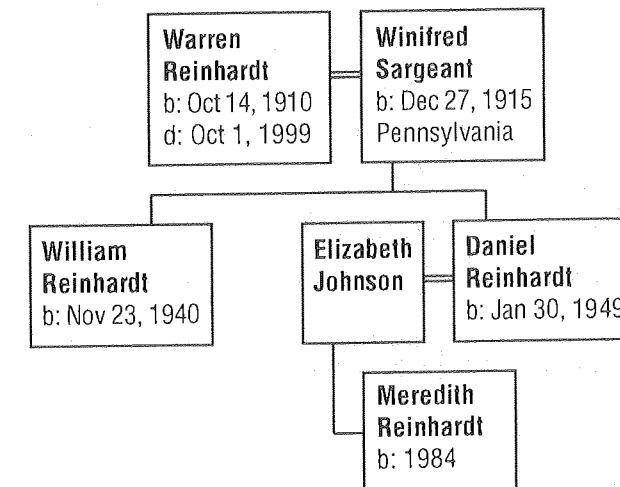 Warren
Reinhardt
b: Oct 14, 1910
d: Oct 1, 1999
Winifred
Sargeant
b: Dec 27, 1915
Pennsylvania
William
Reinhardt
b: Nov 23, 1940
Elizabeth
Johnson
Daniel
Reinhardt
b: Jan 30, 1949
Meredith
Reinhardt
b: 1984